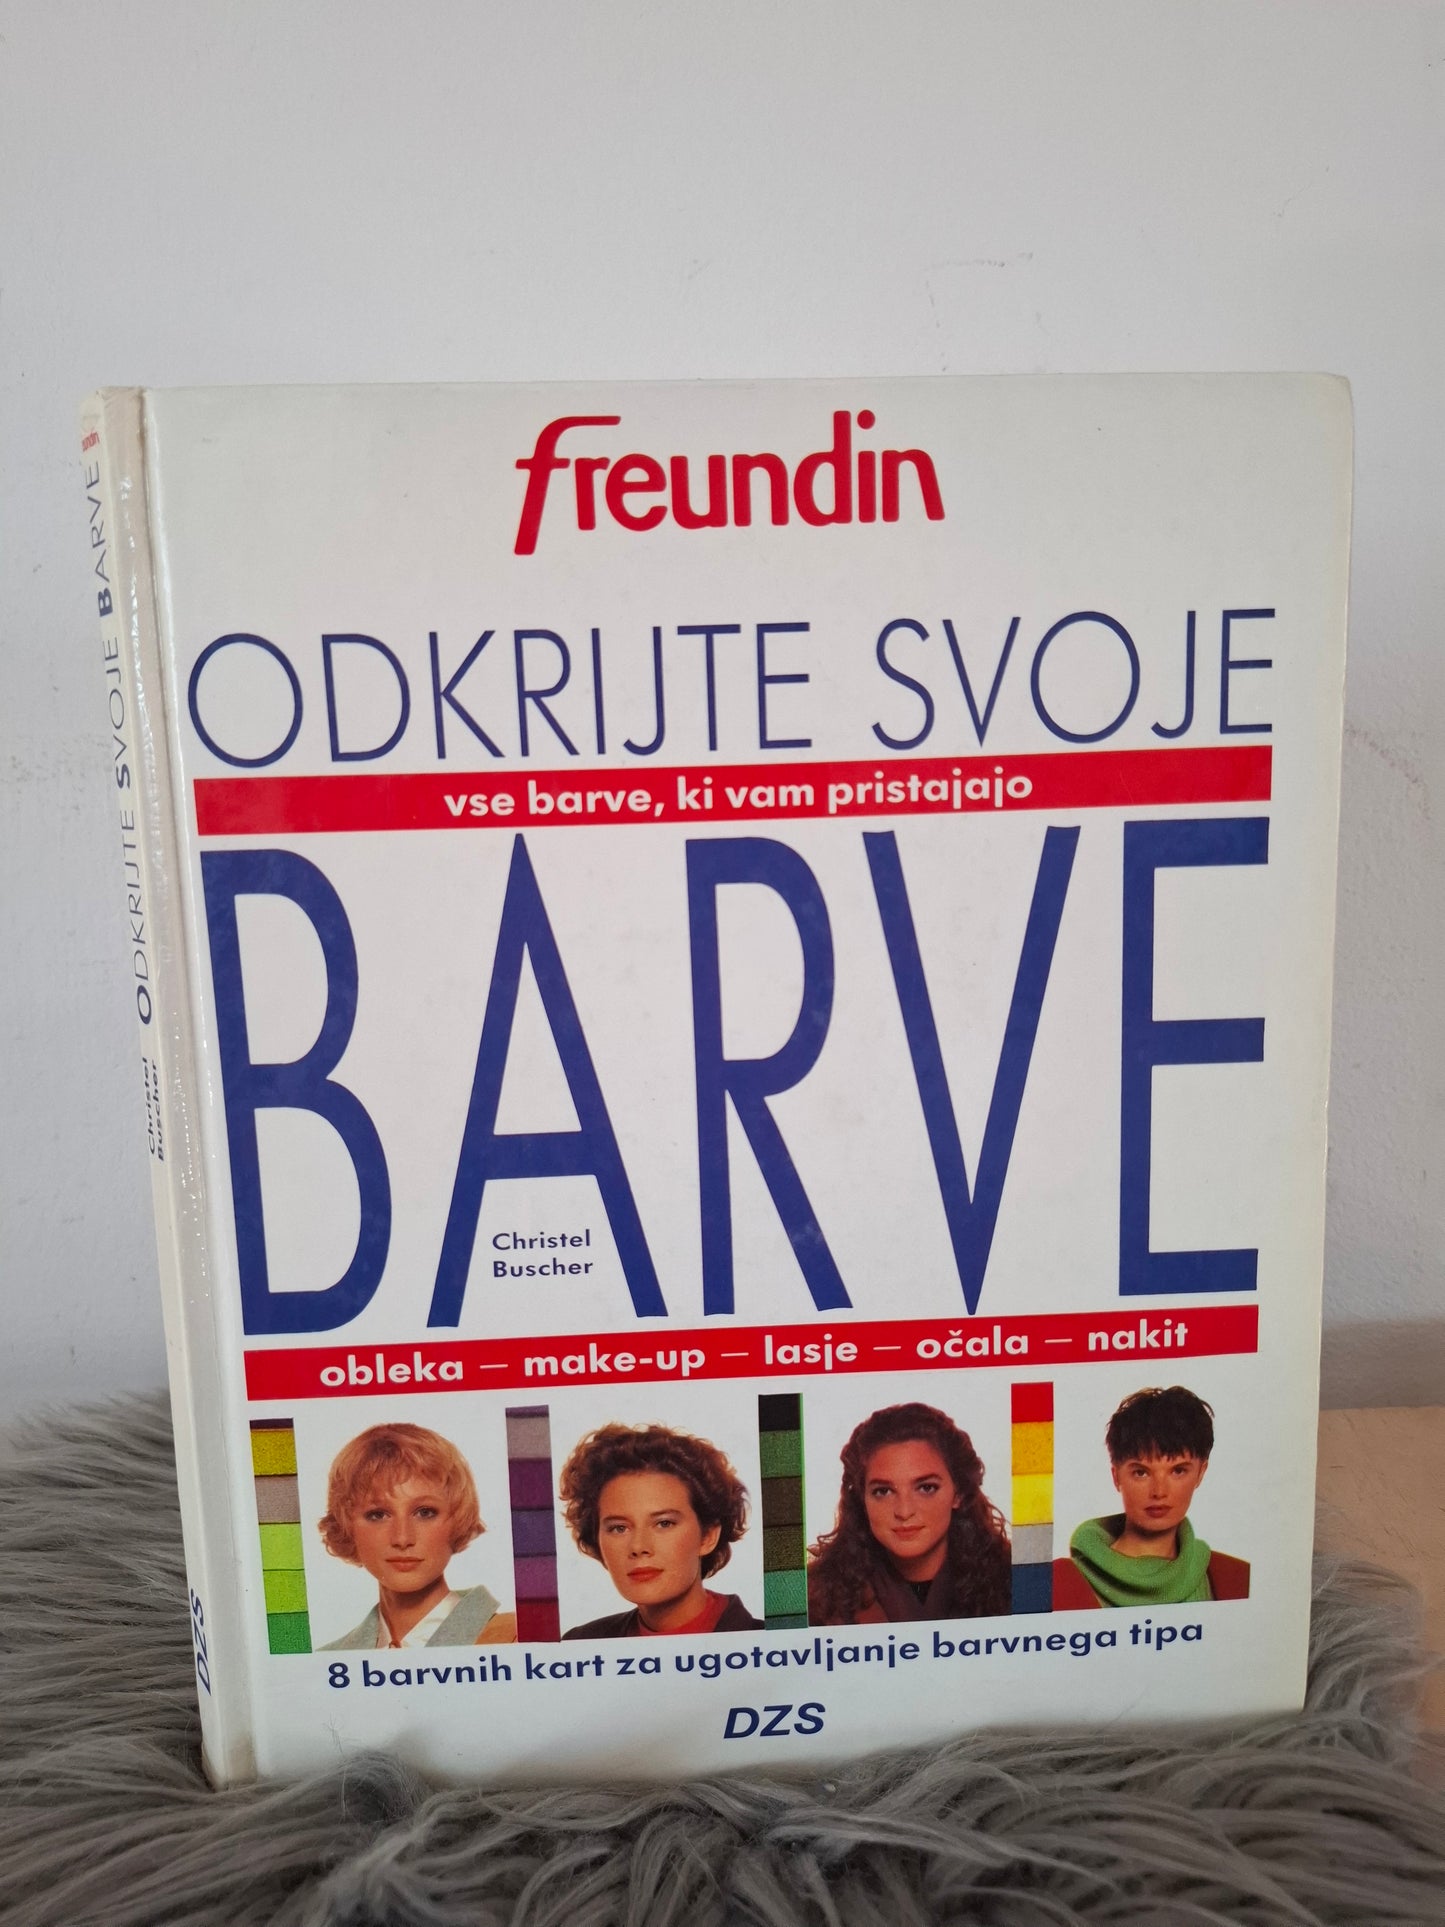 freundin
ODKRIJTE SVOJE
vse barve, ki vam pristajajo
BARVE
Christel
Buscher
obleka – make-up – lasje – očala – nakit
8 barvnih kart za ugotavljanje barvnega tipa
DZS
freundin
ODKRIJTE SVOJE BARVE
Christel
Buscher
DZS